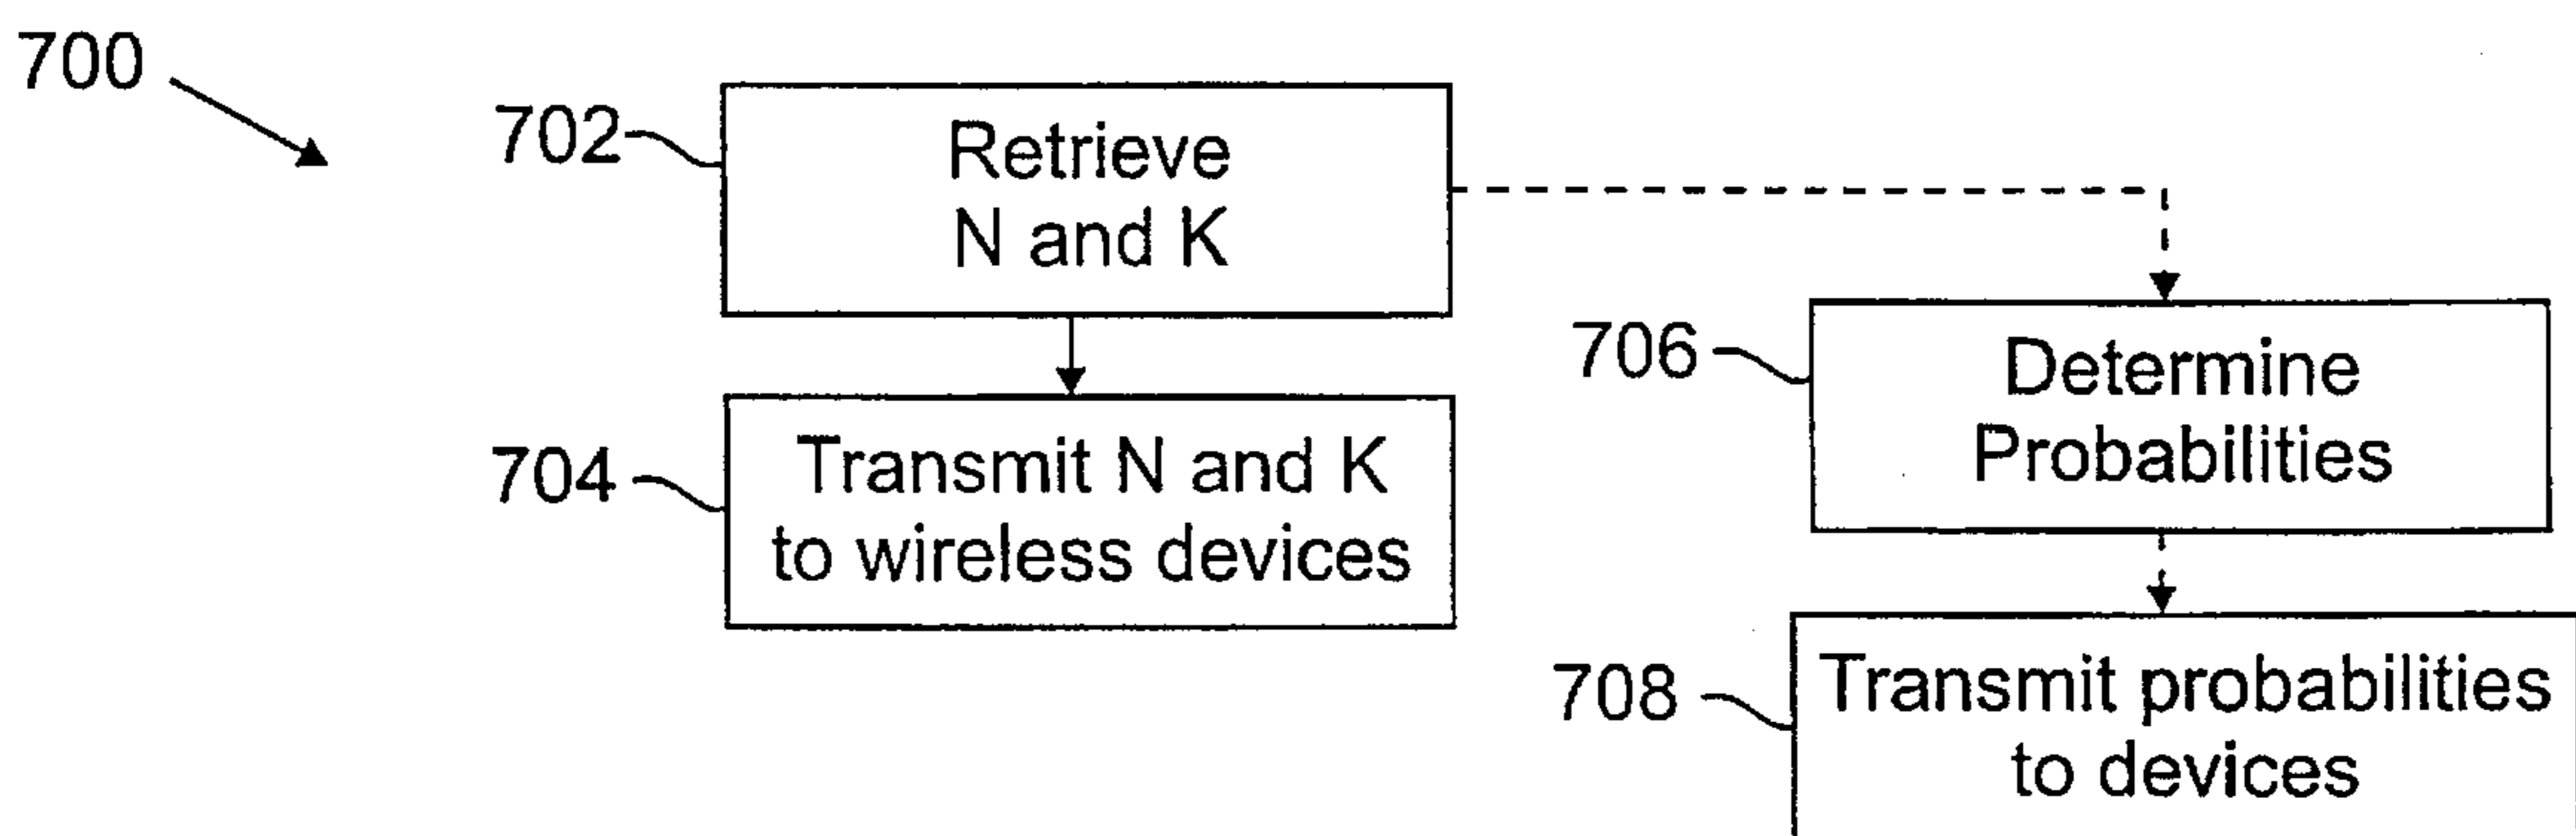 700
702
Retrieve
N and K
704
Transmit N and K
to wireless devices
706
Determine
Probabilities
708
Transmit probabilities
to devices